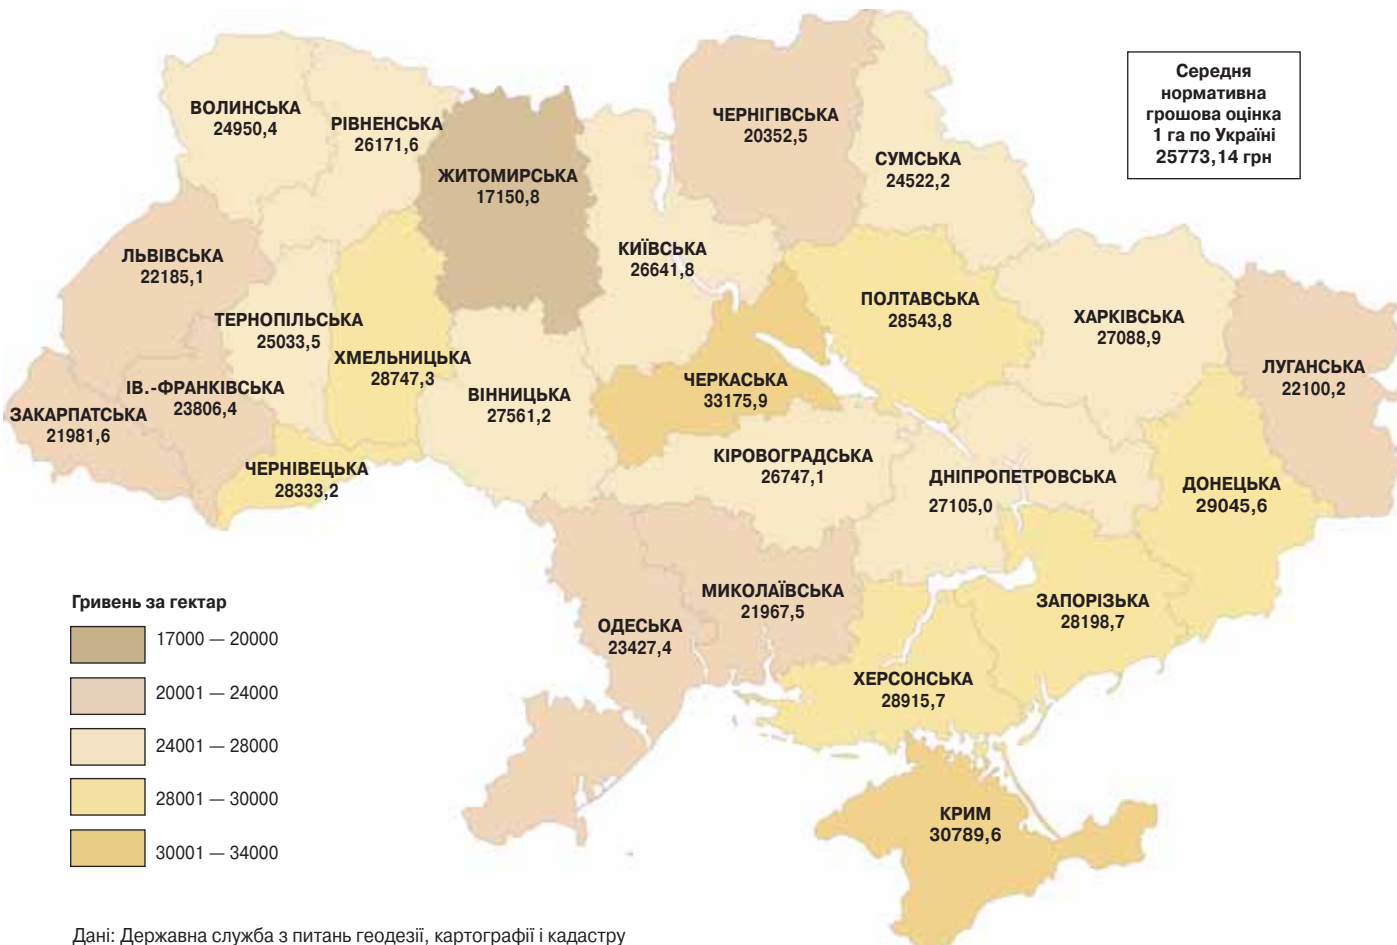 Середня
нормативна
грошова оцінка
1 га по Україні
25773,14 грн
ВОЛИНСЬКА
24950,4
РІВНЕНСЬКА
26171,6
ЖИТОМИРСЬКА
17150,8
ЧЕРНІГІВСЬКА
20352,5
СУМСЬКА
24522,2
ЛЬВІВСЬКА
22185,1
КИЇВСЬКА
26641,8
ТЕРНОПІЛЬСЬКА
25033,5
ХМЕЛЬНИЦЬКА
28747,3
ПОЛТАВСЬКА
28543,8
ХАРКІВСЬКА
27088,9
ЛУГАНСЬКА
22100,2
ІВ.-ФРАНКІВСЬКА
23806,4
ЗАКАРПАТСЬКА
21981,6
ВІННИЦЬКА
27561,2
ЧЕРКАСЬКА
33175,9
ЧЕРНІВЕЦЬКА
28333,2
КІРОВОГРАДСЬКА
26747,1
ДНІПРОПЕТРОВСЬКА
27105,0
ДОНЕЦЬКА
29045,6
МИКОЛАЇВСЬКА
21967,5
ОДЕСЬКА
23427,4
ЗАПОРІЗЬКА
28198,7
ХЕРСОНСЬКА
28915,7
КРИМ
30789,6
Гривень за гектар
17000 — 20000
20001 — 24000
24001 — 28000
28001 — 30000
30001 — 34000
Дані: Державна служба з питань геодезії, картографії і кадастру